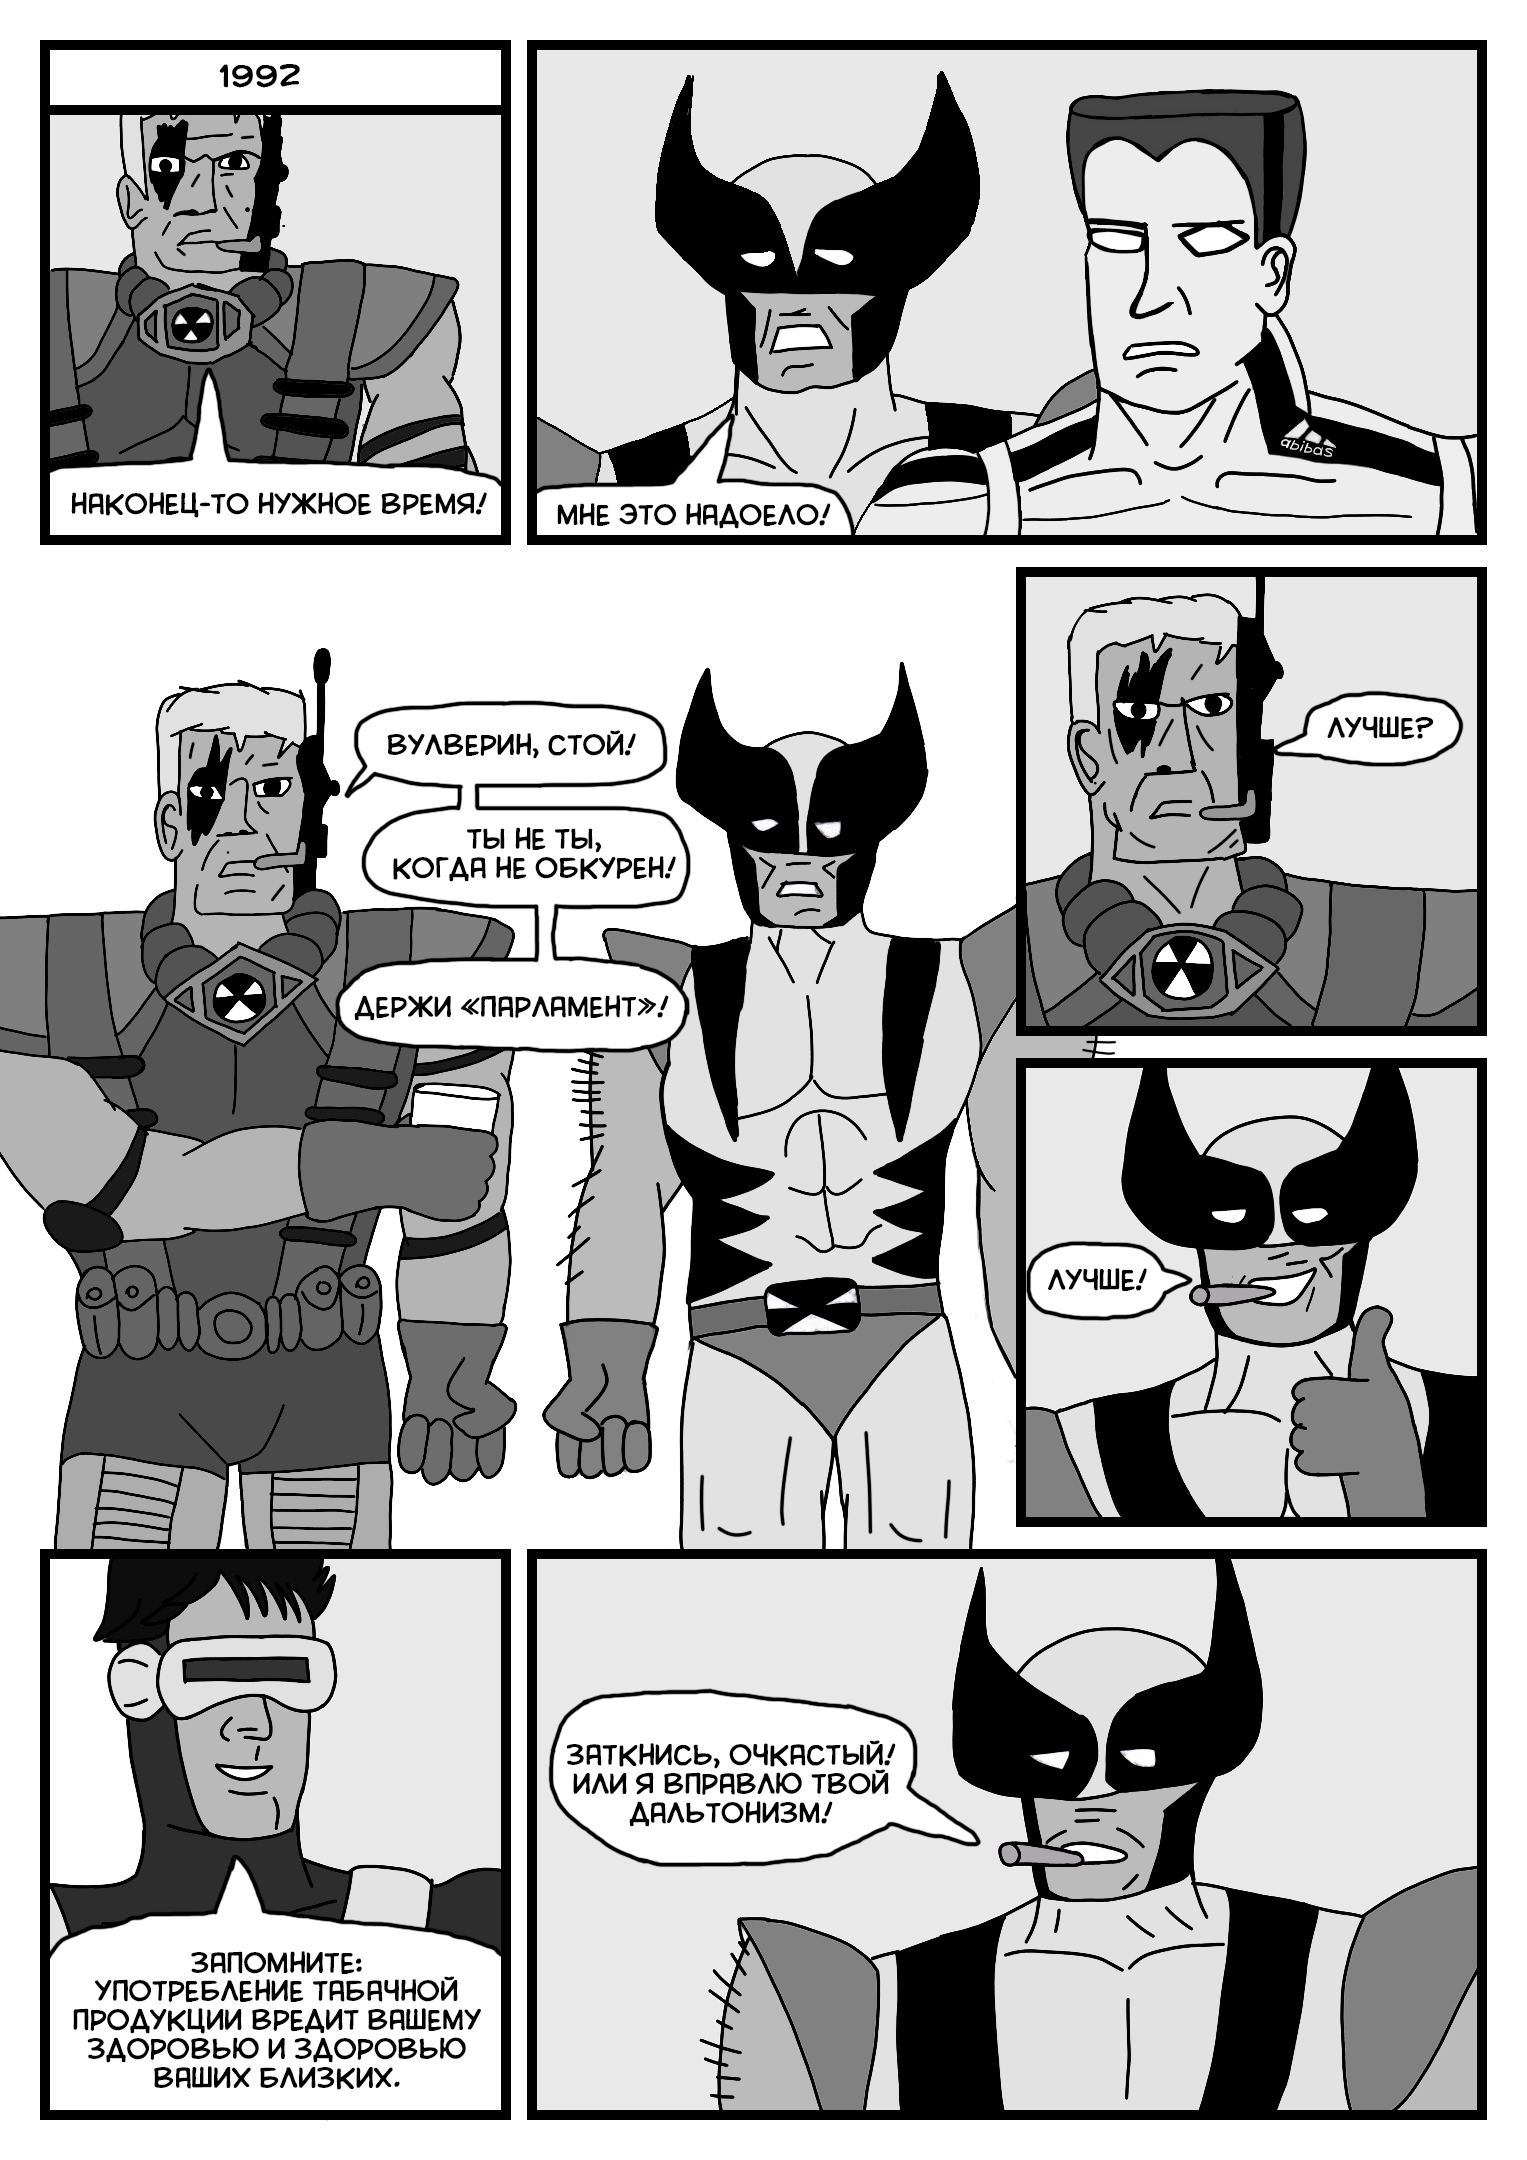 1992
НАКОНЕЦ-ТО НУЖНОЕ ВРЕМЯ!
abibas
МНЕ ЭТО НАДОЕЛО!
ВУЛВЕРИН, СТОЙ!
ТЫ НЕ ТЫ,
КОГДА НЕ ОБКУРЕН!
ДЕРЖИ «ПАРЛАМЕНТ»!
ЛУЧШЕ?
ЛУЧШЕ!
ЗАПОМНИТЕ:
УПОТРЕБЛЕНИЕ ТАБАЧНОЙ
ПРОДУКЦИИ ВРЕДИТ ВАШЕМУ
ЗДОРОВЬЮ И ЗДОРОВЬЮ
ВАШИХ БЛИЗКИХ.
ЗАТКНИСЬ, ОЧКАСТЫЙ!
ИЛИ Я ВПРАВЛЮ ТВОЙ
ДАЛЬТОНИЗМ!